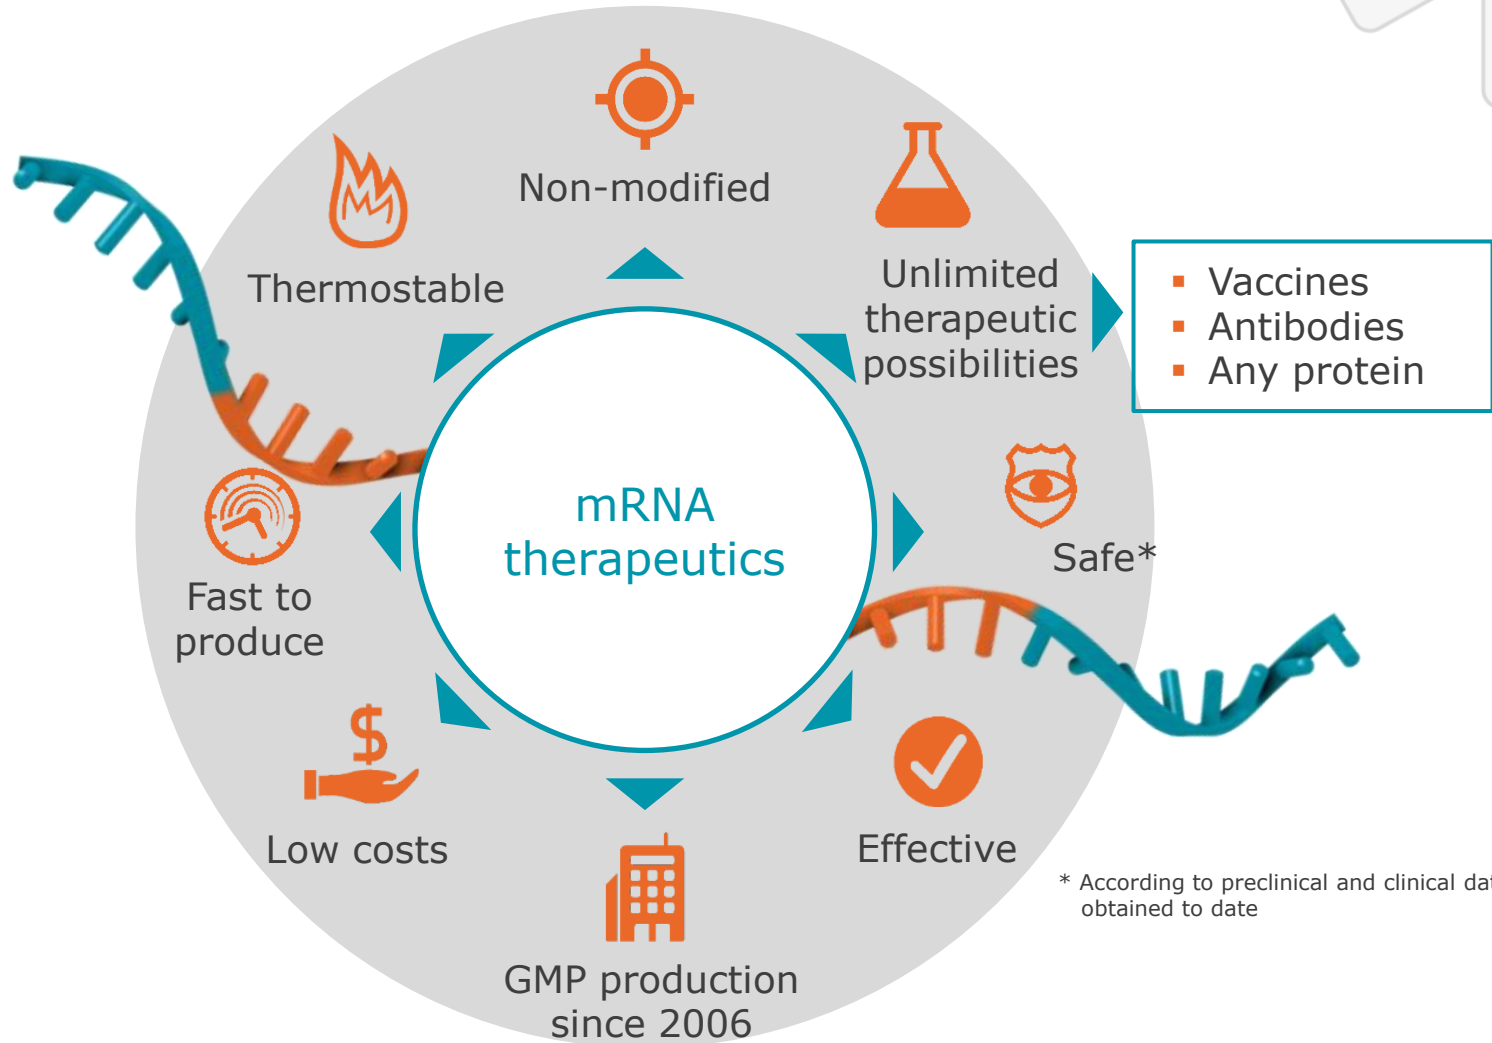 Non-modified
Thermostable
Unlimited
therapeutic
possibilities
Vaccines
Antibodies
Any protein
mRNA
therapeutics
Safe*
Fast to
produce
Low costs
Effective
GMP production
since 2006
* According to preclinical and clinical dat
obtained to date